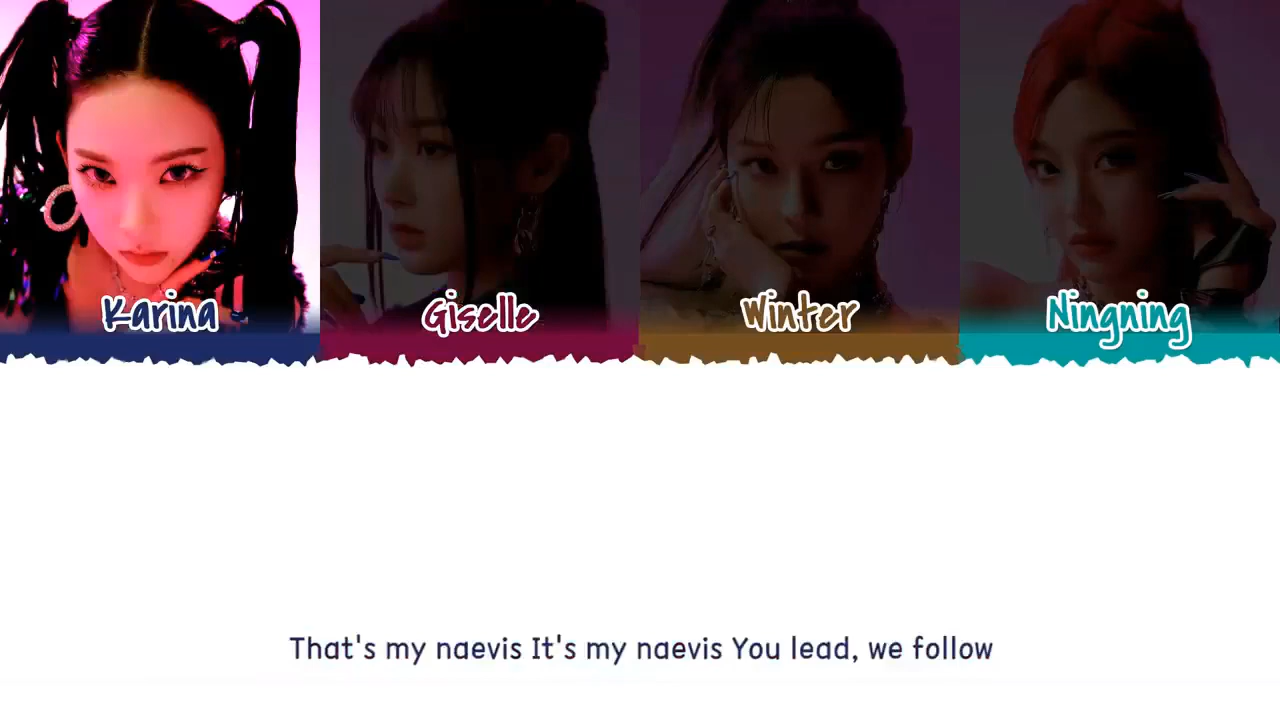 Karina
Giselle
Winter
Ningning
That's my naevis It's my naevis You lead, we follow